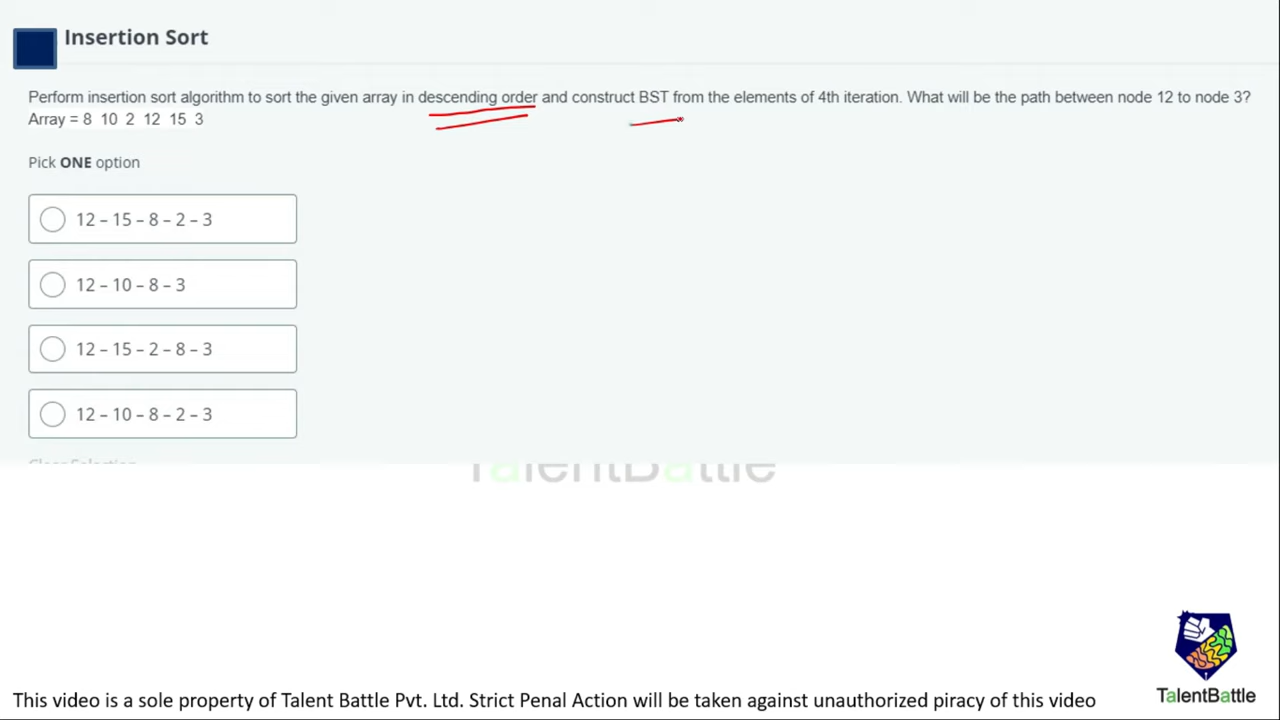 Insertion Sort
Perform insertion sort algorithm to sort the given array in descending order and construct BST from the elements of 4th iteration. What will be the path between node 12 to node 3?
Array = 8 10 2 12 15 3
Pick ONE option
12 – 15 – 8 – 2 – 3
12 – 10 – 8 – 3
12 – 15 – 2 – 8 – 3
12 – 10 – 8 – 2 – 3
Clear Selection
TalentBattle
TalentBattle
This video is a sole property of Talent Battle Pvt. Ltd. Strict Penal Action will be taken against unauthorized piracy of this video